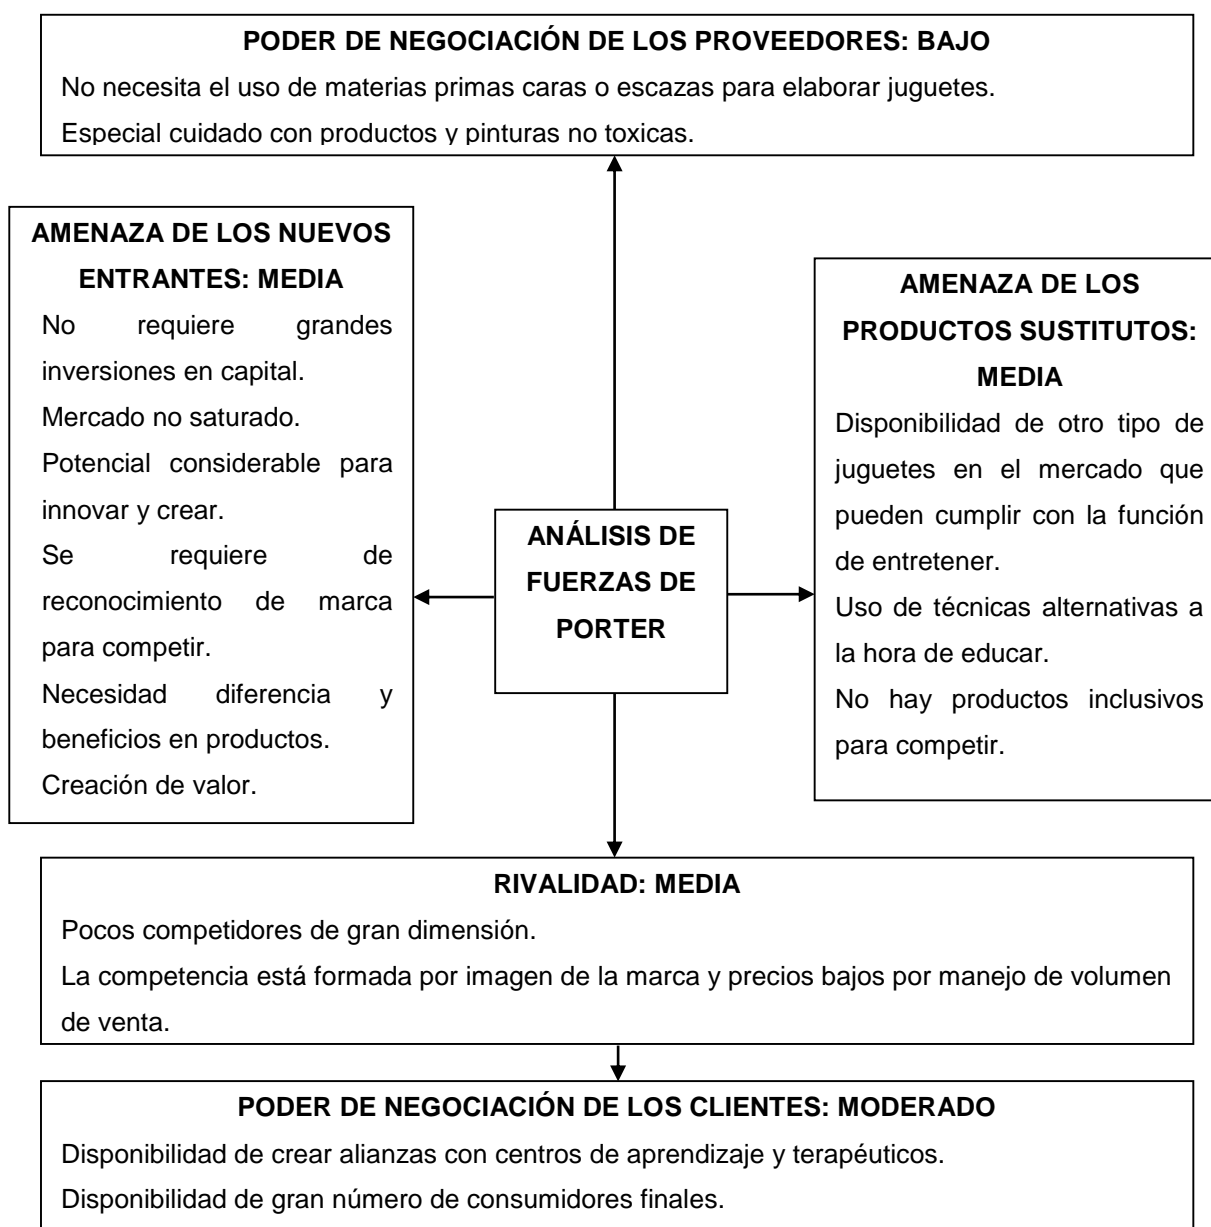 PODER DE NEGOCIACIÓN DE LOS PROVEEDORES: BAJO
No necesita el uso de materias primas caras o escazas para elaborar juguetes.
Especial cuidado con productos y pinturas no toxicas.
AMENAZA DE LOS NUEVOS
ENTRANTES: MEDIA
No requiere grandes
inversiones en capital.
Mercado no saturado.
Potencial considerable para
innovar y crear.
Se requiere de
reconocimiento de marca
para competir.
Necesidad diferencia y
beneficios en productos.
Creación de valor.
ANÁLISIS DE
FUERZAS DE
PORTER
AMENAZA DE LOS
PRODUCTOS SUSTITUTOS:
MEDIA
Disponibilidad de otro tipo de
juguetes en el mercado que
pueden cumplir con la función
de entretener.
Uso de técnicas alternativas a
la hora de educar.
No hay productos inclusivos
para competir.
RIVALIDAD: MEDIA
Pocos competidores de gran dimensión.
La competencia está formada por imagen de la marca y precios bajos por manejo de volumen
de venta.
PODER DE NEGOCIACIÓN DE LOS CLIENTES: MODERADO
Disponibilidad de crear alianzas con centros de aprendizaje y terapéuticos.
Disponibilidad de gran número de consumidores finales.